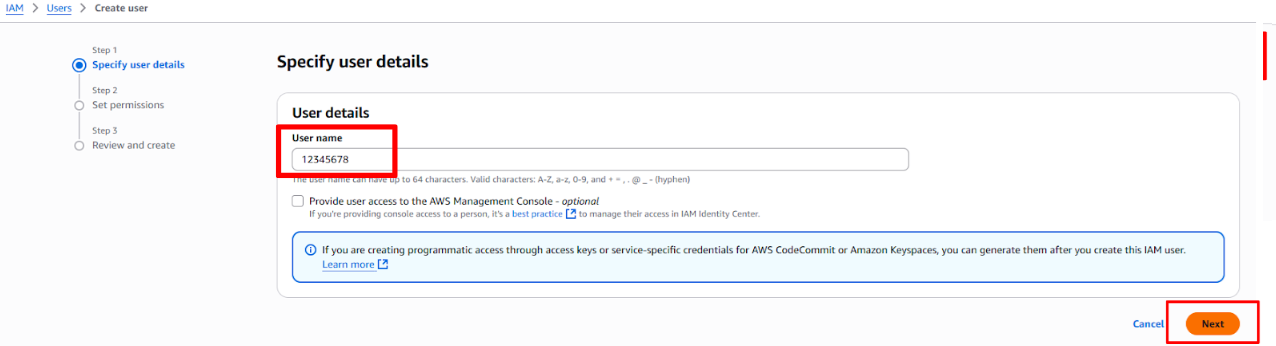 IAM > Users > Create user
Step 1
Specify user details
Step 2
Set permissions
Step 3
Review and create
Specify user details
User details
User name
12345678
The user name can have up to 64 characters. Valid characters: A-Z, a-z, 0-9, and + = , . @ _ - (hyphen)
Provide user access to the AWS Management Console - optional
If you're providing console access to a person, it's a best practice to manage their access in IAM Identity Center.
If you are creating programmatic access through access keys or service-specific credentials for AWS CodeCommit or Amazon Keyspaces, you can generate them after you create this IAM user.
Learn more
Cancel Next